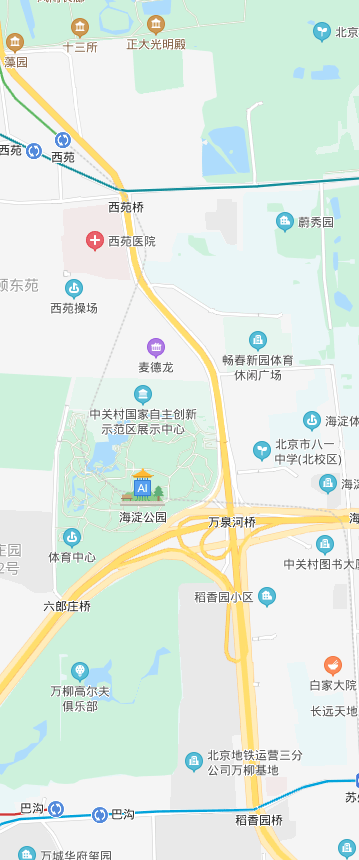 北京
藻园
十三所
正大光明殿
西苑
西苑
西苑桥
蔚秀园
西苑医院
颐东苑
西苑操场
麦德龙
畅春新园体育
休闲广场
中关村国家自主创新
示范区展示中心
海淀体
北京市八一
中学(北校区)
AI
海淀
海淀公园
万泉河桥
海
庄园
2号
体育中心
中关村图书大厦
六郎庄桥
稻香园小区
白家大院
万柳高尔夫
俱乐部
长远天地
北京地铁运营三分
公司万柳基地
巴沟
巴沟
苏州
稻香园桥
万城华府玺园